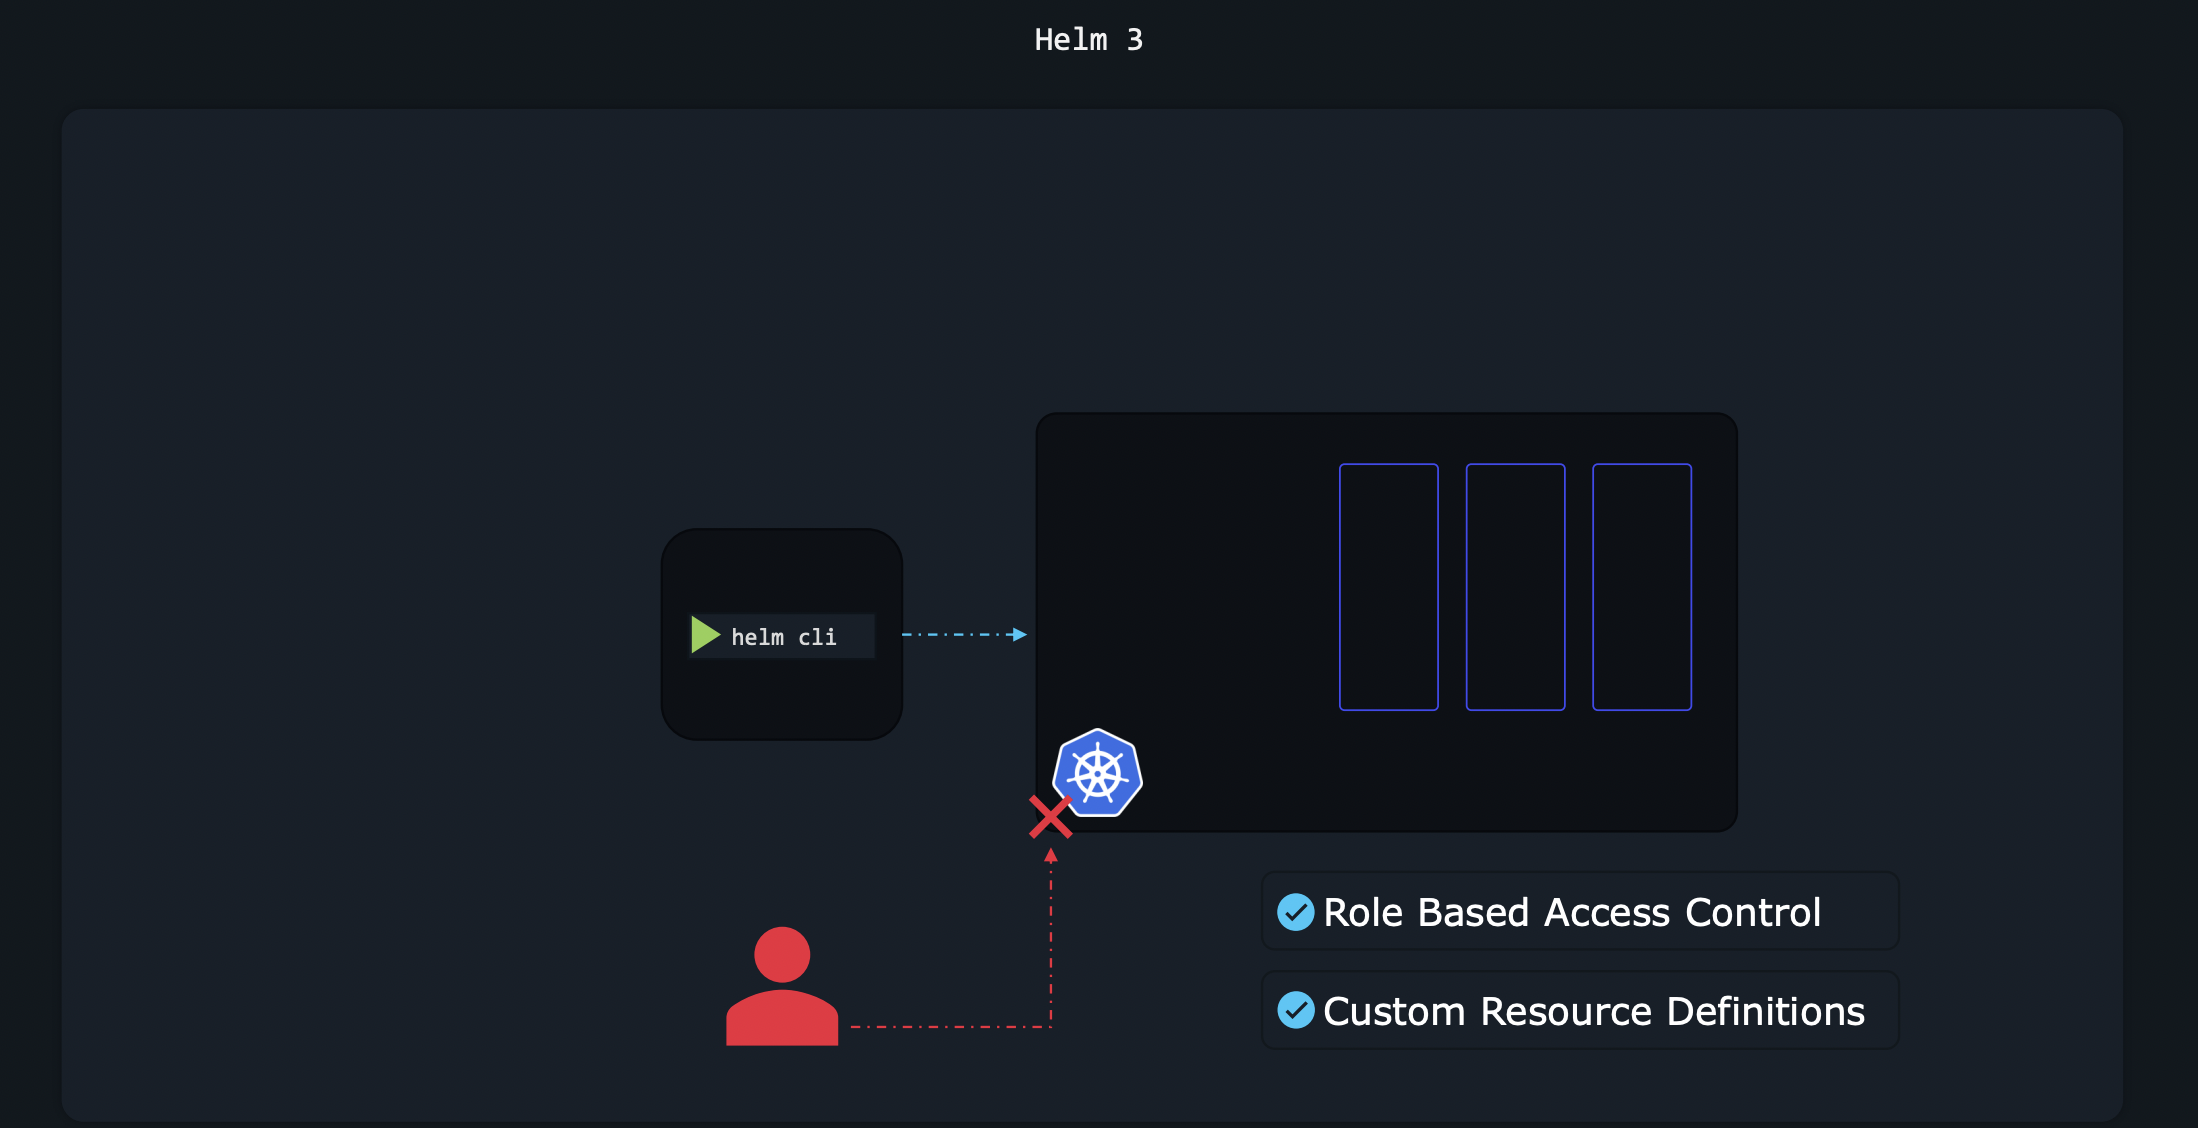 Helm 3
helm cli
Role Based Access Control
Custom Resource Definitions